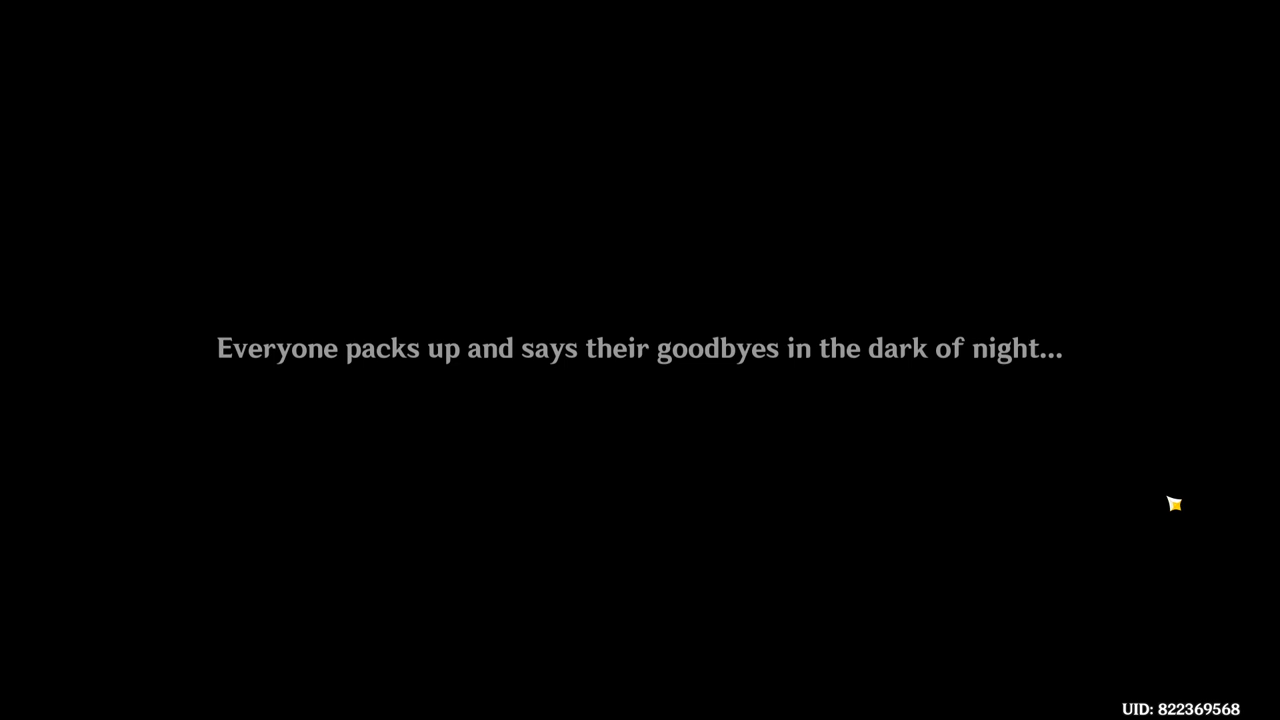 Everyone packs up and says their goodbyes in the dark of night...
UID: 822369568